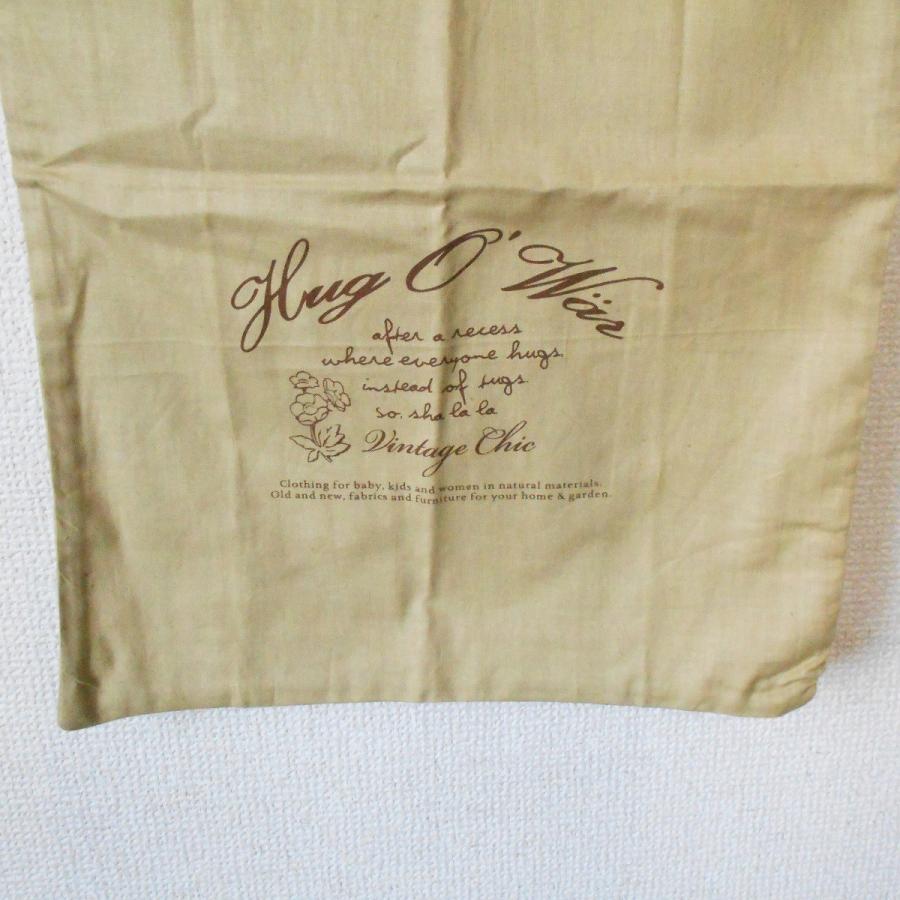 Hug O' Wär
after a recess
where everyone hugs
instead of tugs
so. sha la la
Vintage Chic
Clothing for baby, kids and women in natural materials.
Old and new, fabrics and furniture for your home & garden.